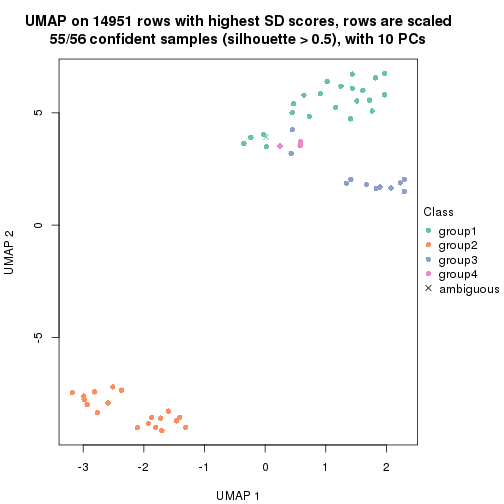 UMAP on 14951 rows with highest SD scores, rows are scaled
55/56 confident samples (silhouette > 0.5), with 10 PCs
5
0
-5
UMAP 2
-3
-2
-1
0
1
2
UMAP 1
Class
group1
group2
group3
group4
ambiguous